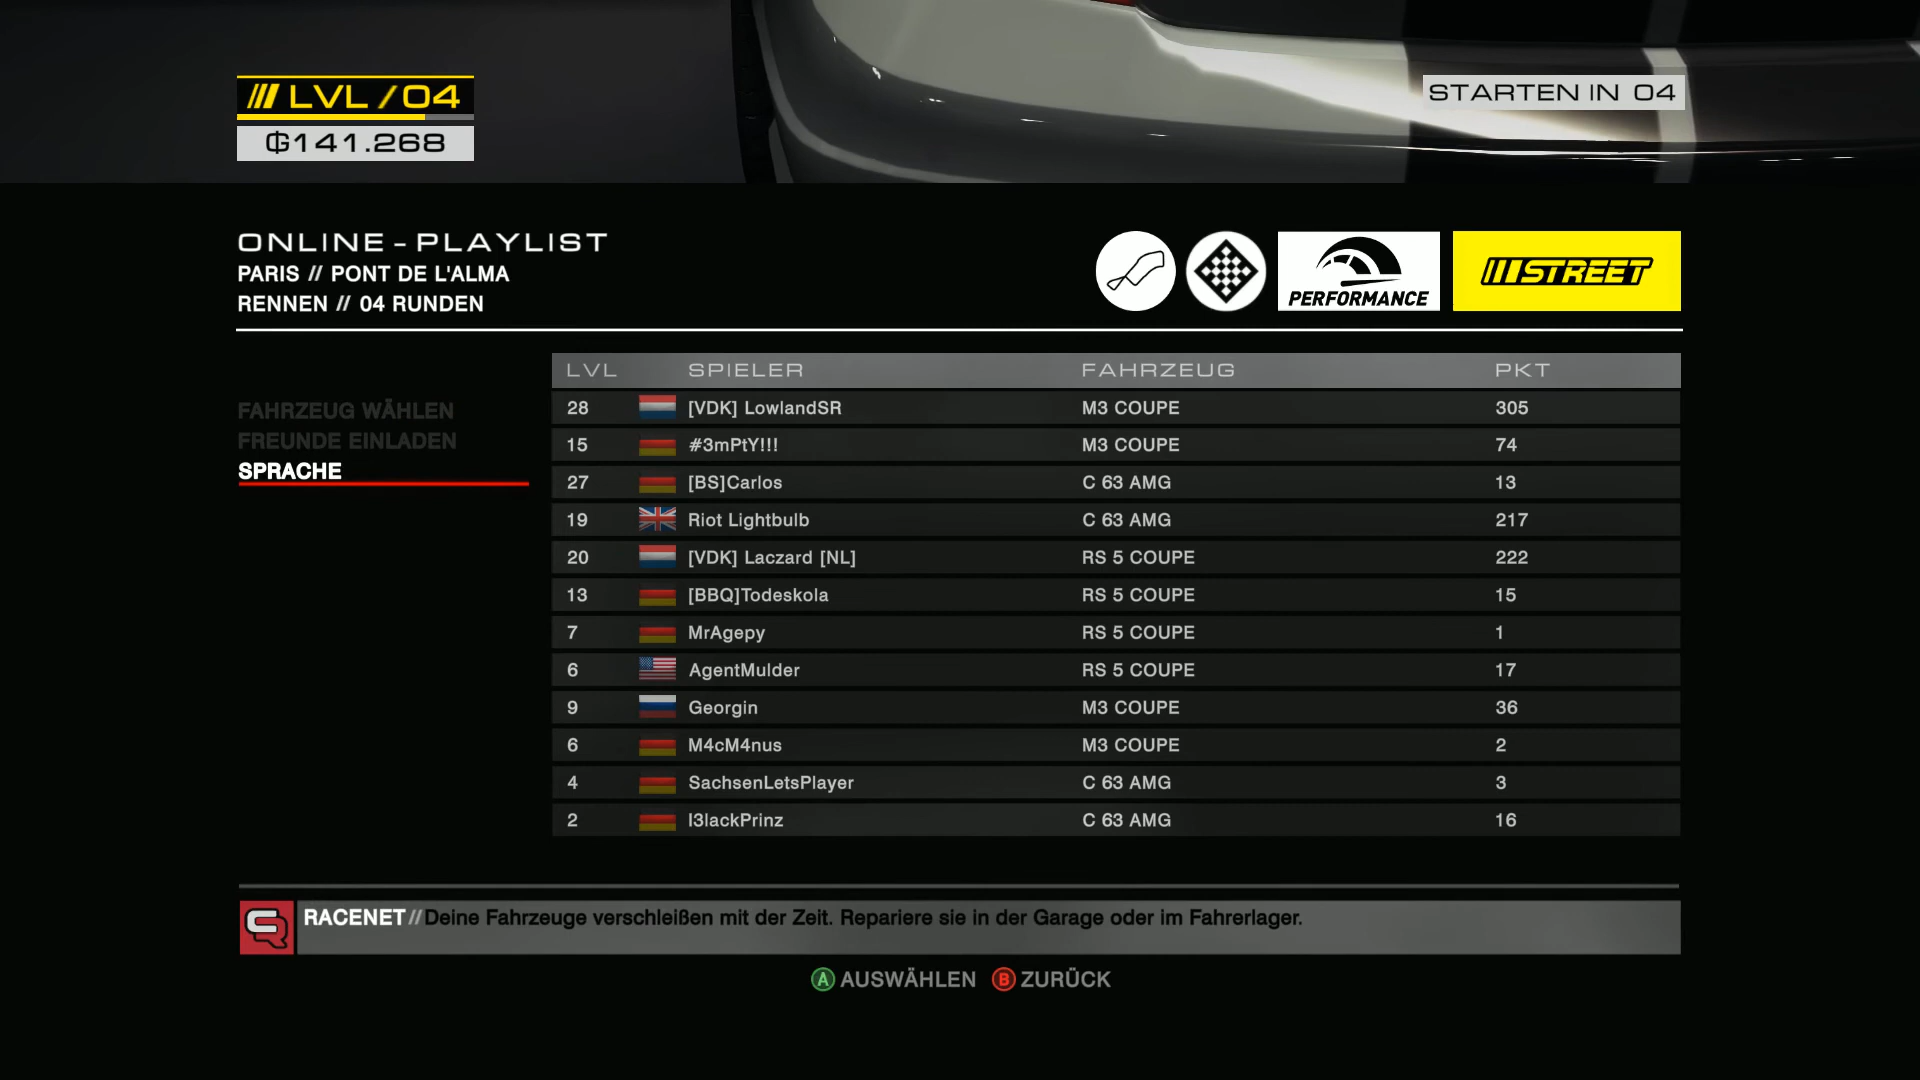 LVL/04
₲141.268
STARTEN IN 04
ONLINE-PLAYLIST
PARIS // PONT DE L'ALMA
RENNEN // 04 RUNDEN
PERFORMANCE
STREET
FAHRZEUG WÄHLEN
FREUNDE EINLADEN
SPRACHE
LVL SPIELER FAHRZEUG PKT
28 [VDK] LowlandSR M3 COUPE 305
15 #3mPtY!!! M3 COUPE 74
27 [BS]Carlos C 63 AMG 13
19 Riot Lightbulb C 63 AMG 217
20 [VDK] Laczard [NL] RS 5 COUPE 222
13 [BBQ]Todeskola RS 5 COUPE 15
7 MrAgepy RS 5 COUPE 1
6 AgentMulder RS 5 COUPE 17
9 Georgin M3 COUPE 36
6 M4cM4nus M3 COUPE 2
4 SachsenLetsPlayer C 63 AMG 3
2 I3lackPrinz C 63 AMG 16
RACENET // Deine Fahrzeuge verschleißen mit der Zeit. Repariere sie in der Garage oder im Fahrerlager.
A AUSWÄHLEN B ZURÜCK